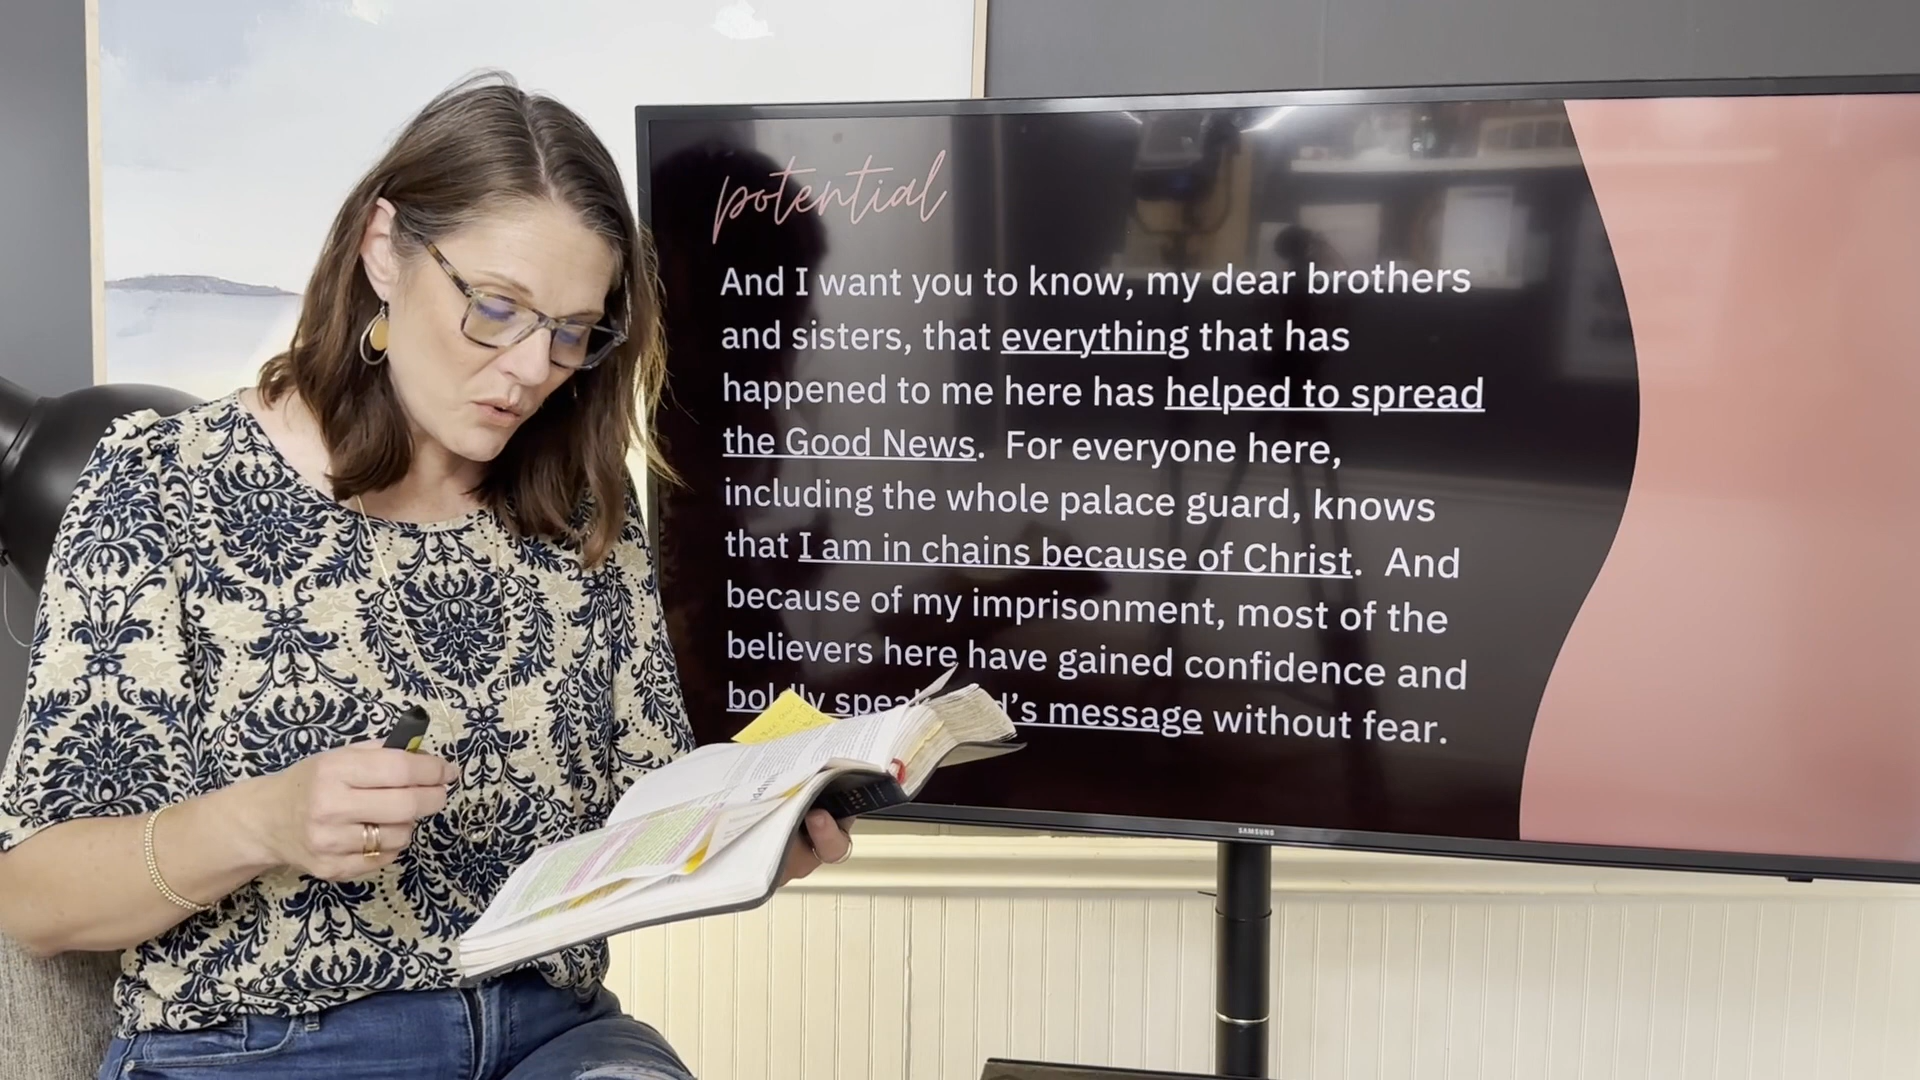 potential
And I want you to know, my dear brothers
and sisters, that everything that has
happened to me here has helped to spread
the Good News. For everyone here,
including the whole palace guard, knows
that I am in chains because of Christ. And
because of my imprisonment, most of the
believers here have gained confidence and
message without fear.
SAMSUNG